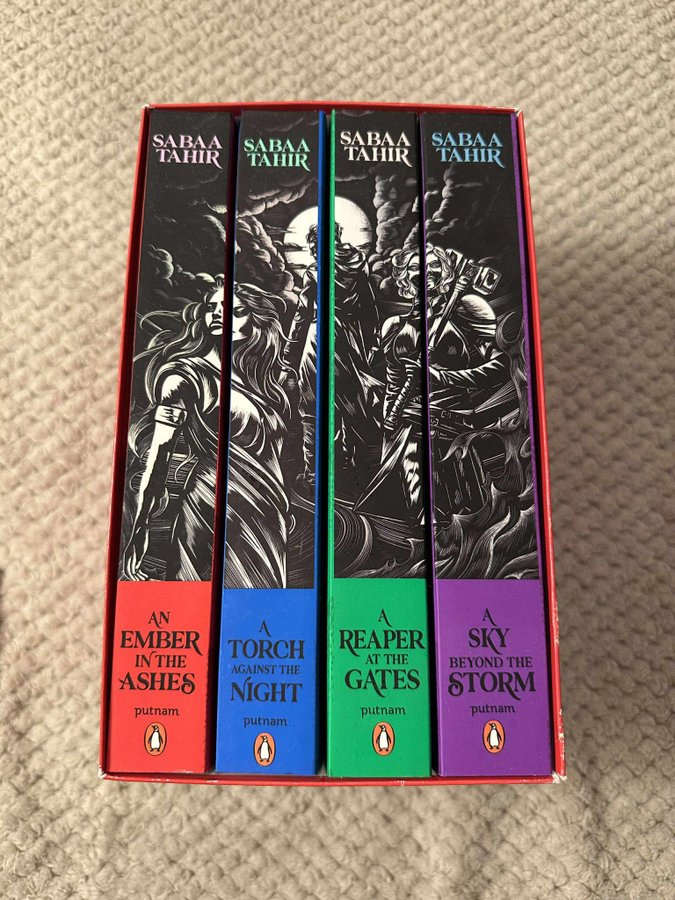 SABAA
TAHIR
AN
EMBER
IN THE
ASHES
putnam
SABAA
TAHIR
A
TORCH
AGAINST THE
NIGHT
putnam
SABAA
TAHIR
A
REAPER
AT THE
GATES
putnam
SABAA
TAHIR
A
SKY
BEYOND THE
STORM
putnam